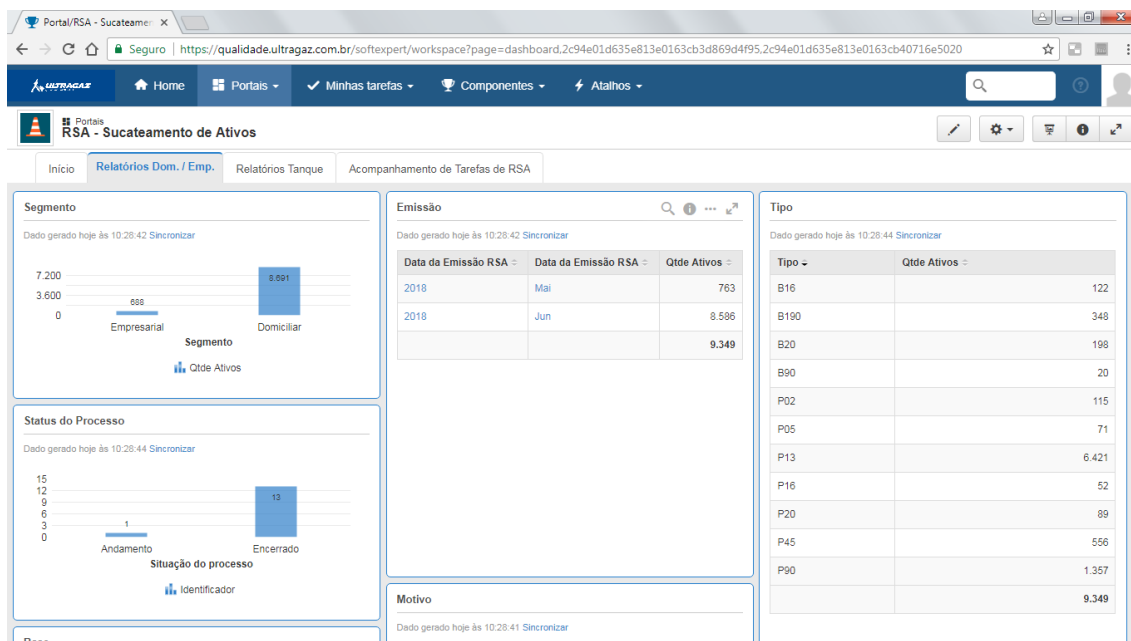 Portal/RSA - Sucateamen
Seguro | https://qualidade.ultragaz.com.br/softexpert/workspace?page=dashboard,2c94e01d635e813e0163cb3d869d4f95,2c94e01d635e813e0163cb40716e5020
ULTRAGAZ Home Portais Minhas tarefas Componentes Atalhos
Portais
RSA - Sucateamento de Ativos
Início Relatórios Dom. / Emp. Relatórios Tanque Acompanhamento de Tarefas de RSA
Segmento
Dado gerado hoje às 10:28:42 Sincronizar
7.200
3.600
0
688
8.691
Empresarial Domiciliar
Segmento
Qtde Ativos
Status do Processo
Dado gerado hoje às 10:28:44 Sincronizar
15
12
9
6
3
0
1
13
Andamento Encerrado
Situação do processo
Identificador
Emissão
Dado gerado hoje às 10:28:42 Sincronizar
Data da Emissão RSA Data da Emissão RSA Qtde Ativos
2018 Mai 763
2018 Jun 8.586
9.349
Motivo
Dado gerado hoje às 10:28:41 Sincronizar
Tipo
Dado gerado hoje às 10:28:44 Sincronizar
Tipo Qtde Ativos
B16 122
B190 348
B20 198
B90 20
P02 115
P05 71
P13 6.421
P16 52
P20 89
P45 556
P90 1.357
9.349